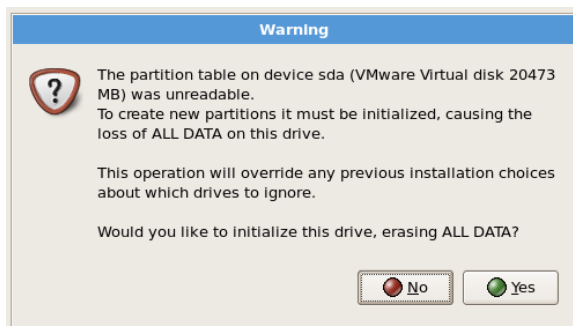 Warning
The partition table on device sda (VMware Virtual disk 20473
MB) was unreadable.
To create new partitions it must be initialized, causing the
loss of ALL DATA on this drive.
This operation will override any previous installation choices
about which drives to ignore.
Would you like to initialize this drive, erasing ALL DATA?
No Yes